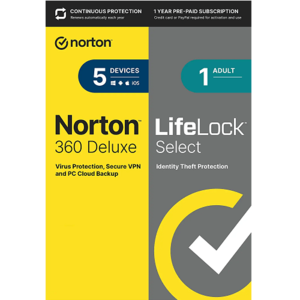 CONTINUOUS PROTECTION
Renews automatically each year
1 YEAR PRE-PAID SUBSCRIPTION
Credit card or PayPal required for activation and use
norton
5 DEVICES
iOS
1 ADULT
Norton
360 Deluxe
Virus Protection, Secure VPN
and PC Cloud Backup
LifeLock
Select
Identity Theft Protection